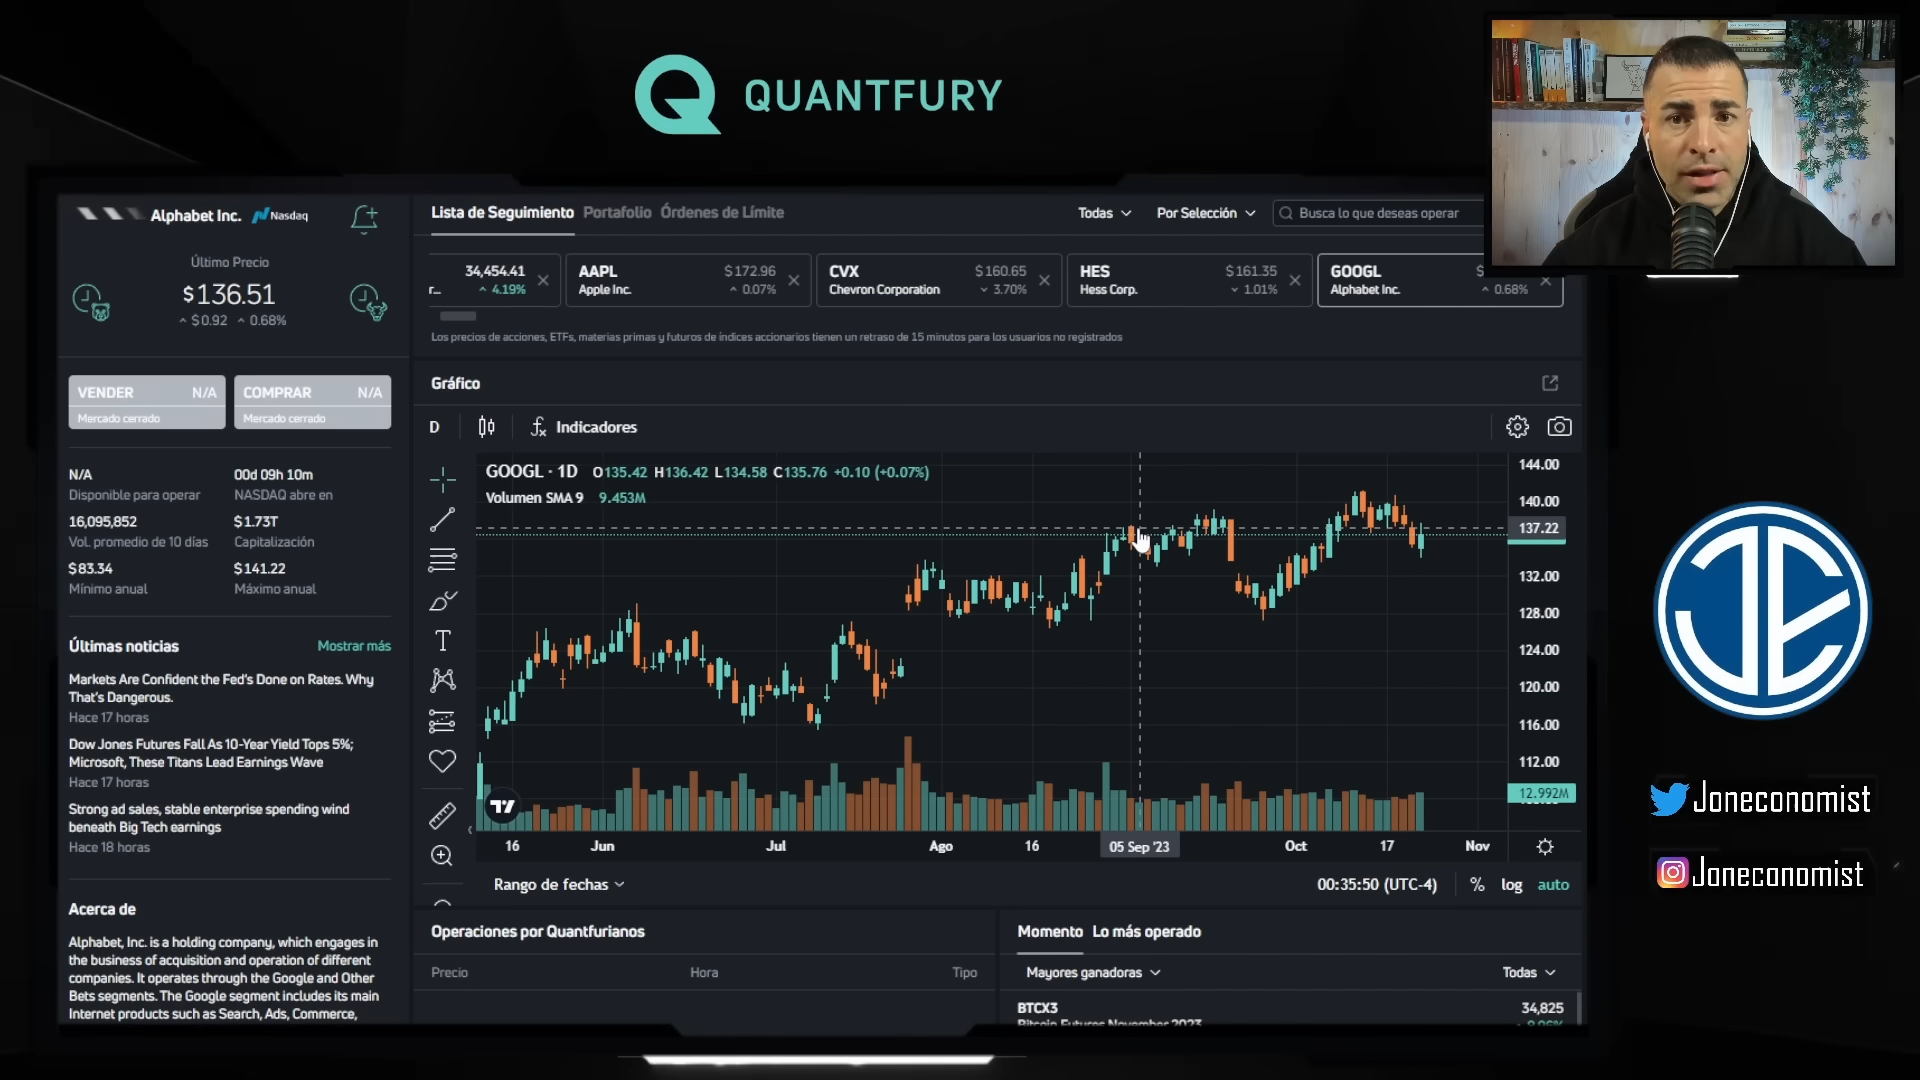 QUANTFURY
Alphabet Inc. Nasdaq
Último Precio
$136.51
$0.92 0.68%
VENDER N/A
Mercado cerrado
COMPRAR N/A
Mercado cerrado
N/A
Disponible para operar
00d 09h 10m
NASDAQ abre en
16,095,852
Vol. promedio de 10 días
$1.73T
Capitalización
$83.34
Mínimo anual
$141.22
Máximo anual
Últimas noticias Mostrar más
Markets Are Confident the Fed's Done on Rates. Why
That's Dangerous.
Hace 17 horas
Dow Jones Futures Fall As 10-Year Yield Tops 5%;
Microsoft, These Titans Lead Earnings Wave
Hace 17 horas
Strong ad sales, stable enterprise spending wind
beneath Big Tech earnings
Hace 18 horas
Acerca de
Alphabet, Inc. is a holding company, which engages in
the business of acquisition and operation of different
companies. It operates through the Google and Other
Bets segments. The Google segment includes its main
Internet products such as Search, Ads, Commerce,
Lista de Seguimiento Portafolio Órdenes de Límite
Todas Por Selección Busca lo que deseas operar
34,454.41
r... 4.19%
AAPL $172.96
Apple Inc. 0.07%
CVX $160.65
Chevron Corporation 3.70%
HES $161.35
Hess Corp. 1.01%
GOOGL $
Alphabet Inc. 0.68%
Los precios de acciones, ETFs, materias primas y futuros de índices accionarios tienen un retraso de 15 minutos para los usuarios no registrados
Gráfico
D Indicadores
GOOGL · 1D O135.42 H136.42 L134.58 C135.76 +0.10 (+0.07%)
Volumen SMA 9 9.453M
144.00
140.00
137.22
132.00
128.00
124.00
120.00
116.00
112.00
12.992M
16 Jun Jul Ago 16 05 Sep '23 Oct 17 Nov
Rango de fechas 00:35:50 (UTC-4) % log auto
Operaciones por Quantfurianos
Precio Hora Tipo
Momento Lo más operado
Mayores ganadoras Todas
BTCX3 34,825
Bitcoin Futures November 2023
JE
Joneconomist
Joneconomist